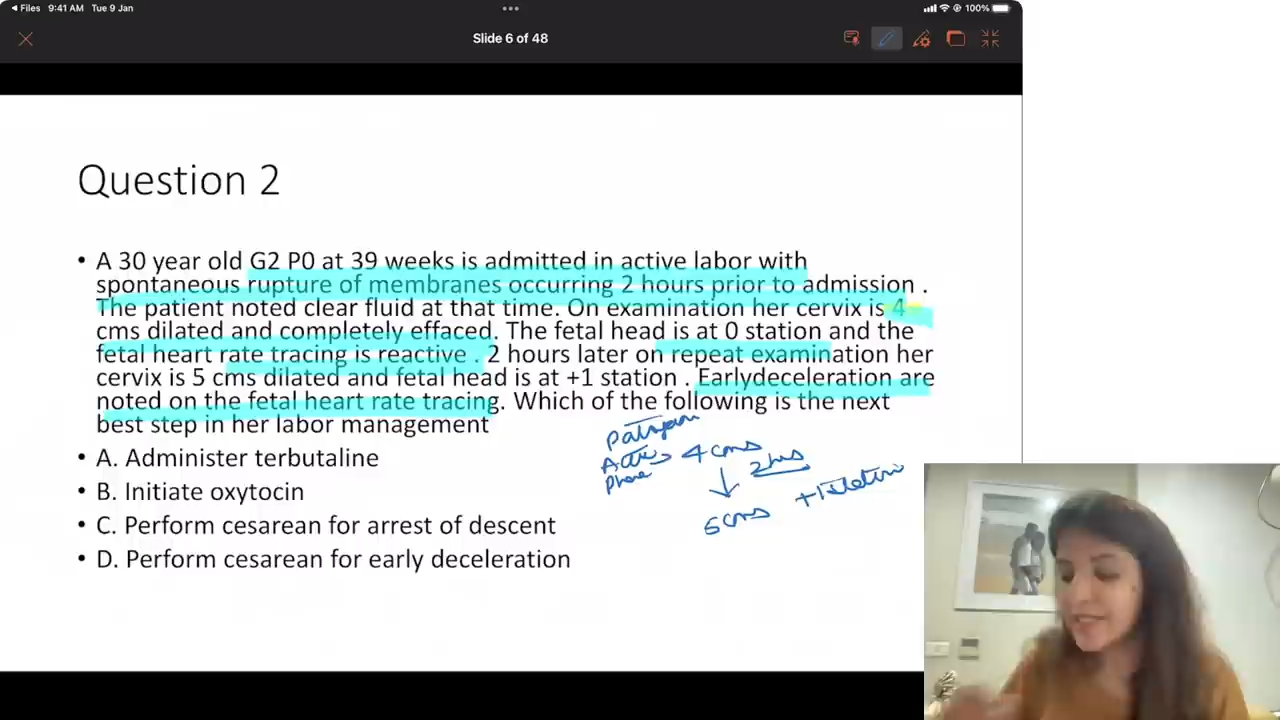 Files 9:41 AM Tue 9 Jan
100%
Slide 6 of 48
Question 2
• A 30 year old G2 P0 at 39 weeks is admitted in active labor with
spontaneous rupture of membranes occurring 2 hours prior to admission .
The patient noted clear fluid at that time. On examination her cervix is 4
cms dilated and completely effaced. The fetal head is at 0 station and the
fetal heart rate tracing is reactive . 2 hours later on repeat examination her
cervix is 5 cms dilated and fetal head is at +1 station . Earlydeceleration are
noted on the fetal heart rate tracing. Which of the following is the next
best step in her labor management
• A. Administer terbutaline
• B. Initiate oxytocin
• C. Perform cesarean for arrest of descent
• D. Perform cesarean for early deceleration
4 cms
Phase
2 hrs
5 cms